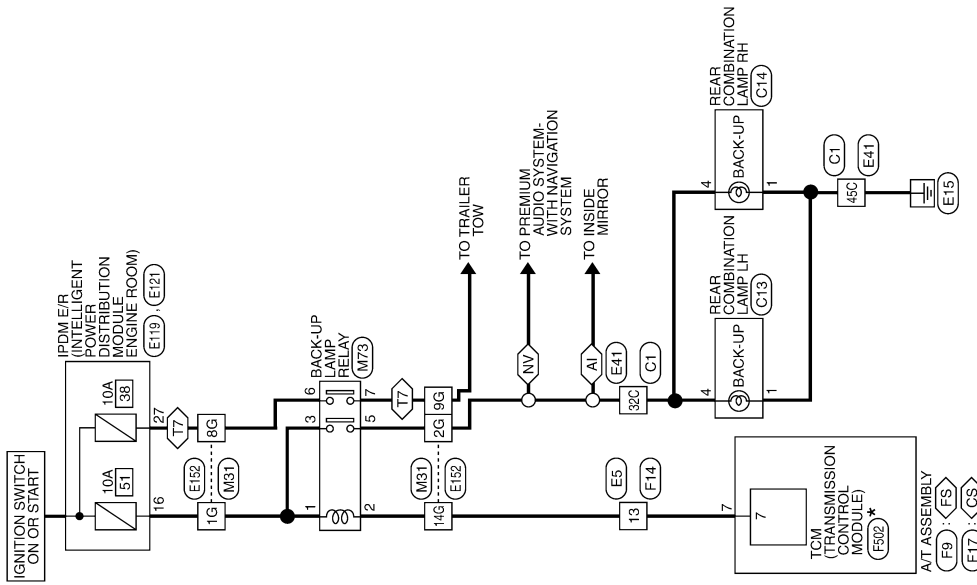 IGNITION SWITCH
ON OR START
IPDM E/R
(INTELLIGENT
POWER
DISTRIBUTION
MODULE
ENGINE ROOM)
E119 , E121
10A
51
10A
38
16
27
T7
E152
M31
1G
8G
BACK-UP
LAMP
RELAY
M73
1
3
6
2
5
7
T7
M31
E152
14G
2G
9G
TO TRAILER
TOW
NV
TO PREMIUM
AUDIO SYSTEM-
WITH NAVIGATION
SYSTEM
AI
TO INSIDE
MIRROR
E41
C1
32C
E5
F14
13
7
7
TCM
(TRANSMISSION
CONTROL
MODULE)
F502 *
A/T ASSEMBLY
F9 : FS
F17 : CS
REAR
COMBINATION
LAMP LH
C13
4
BACK-UP
1
REAR
COMBINATION
LAMP RH
C14
4
BACK-UP
1
C1
E41
45C
E15